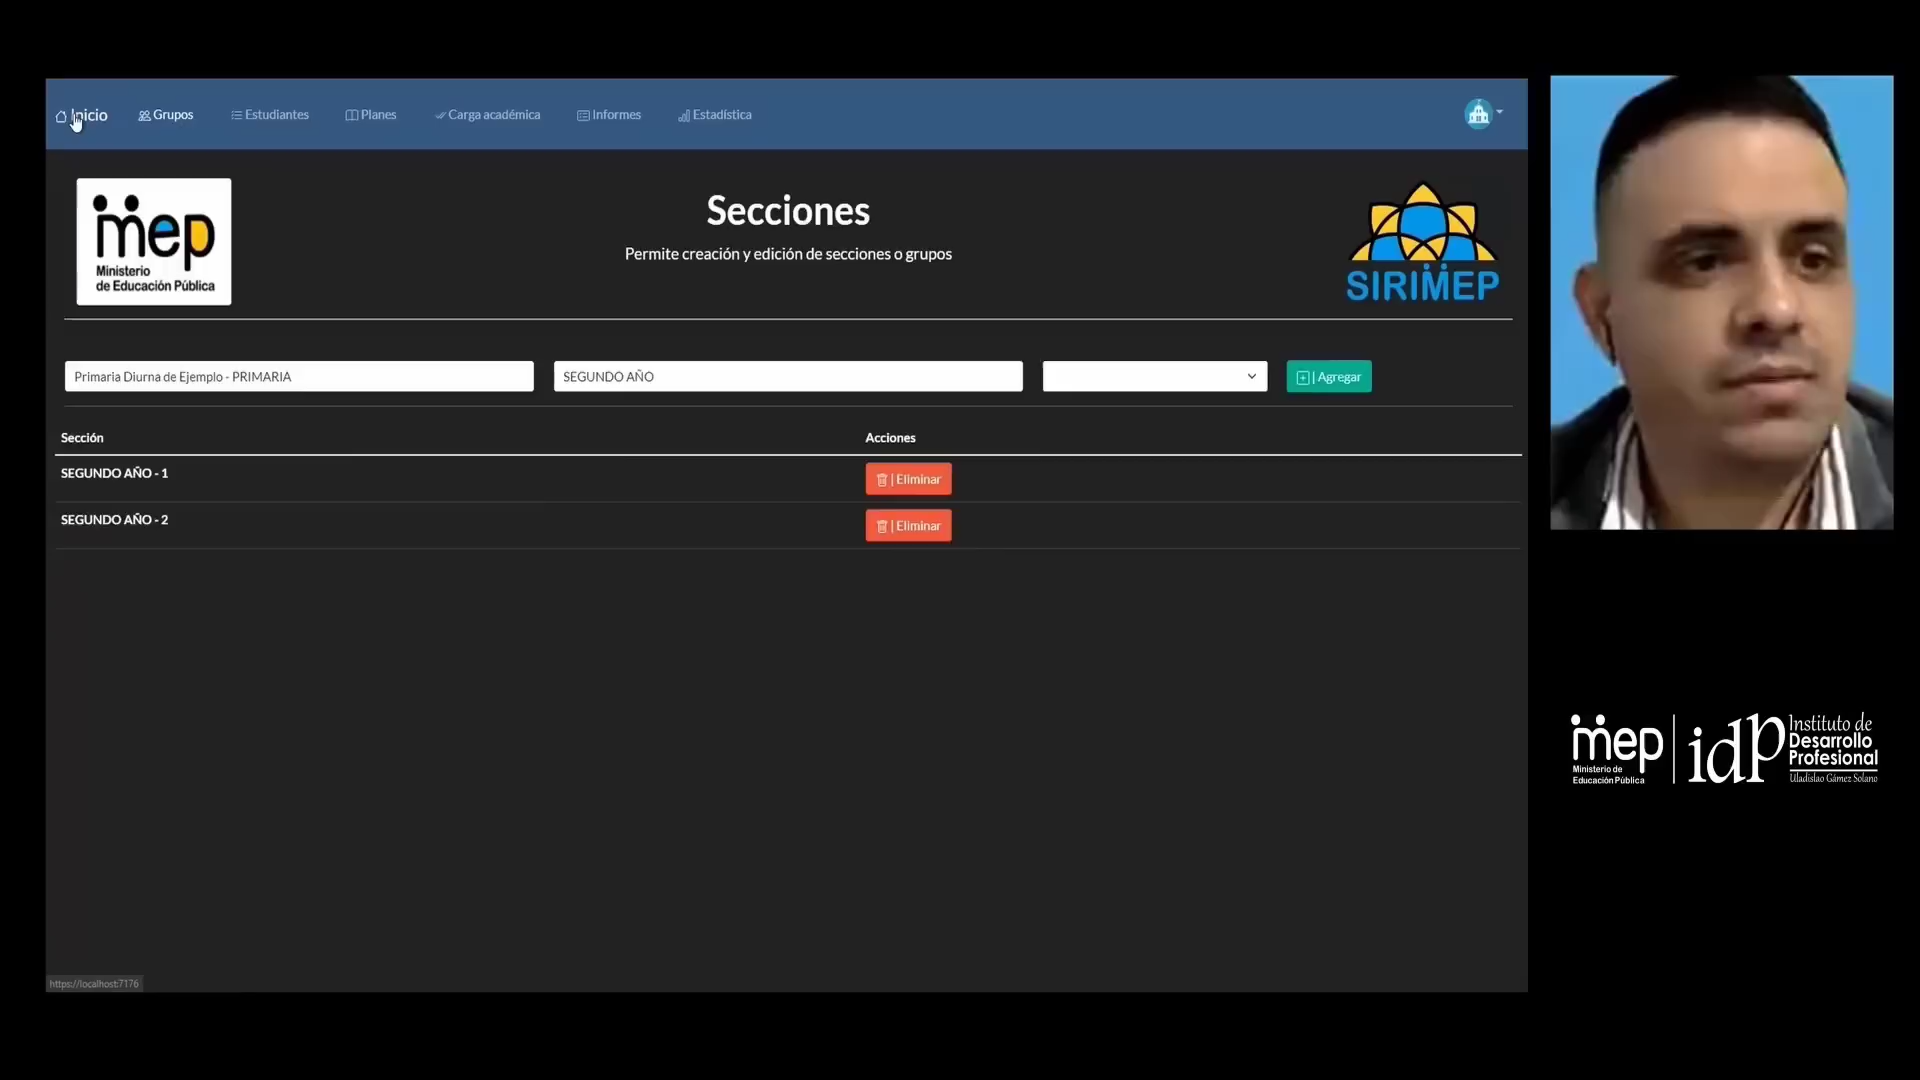 Inicio
Grupos
Estudiantes
Planes
Carga académica
Informes
Estadística
mep
Ministerio
de Educación Pública
Secciones
Permite creación y edición de secciones o grupos
SIRIMEP
Primaria Diurna de Ejemplo - PRIMARIA
SEGUNDO AÑO
| Agregar
Sección
Acciones
SEGUNDO AÑO - 1
| Eliminar
SEGUNDO AÑO - 2
| Eliminar
https://localhost:7176
mep
Ministerio de
Educación Pública
idp
Instituto de
Desarrollo
Profesional
Uladislao Gámez Solano